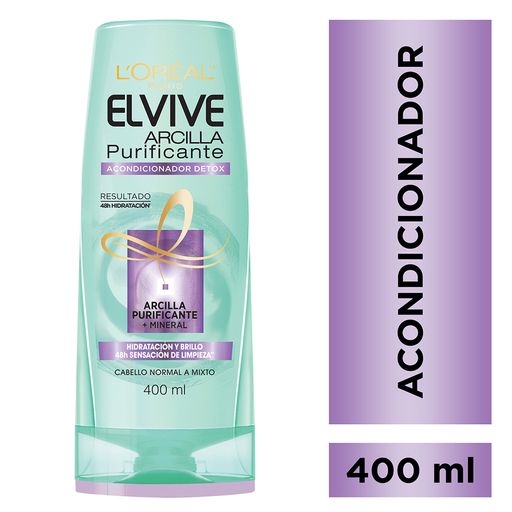 L'ORÉAL
PARIS
ELVIVE
ARCILLA
Purificante
ACONDICIONADOR DETOX
RESULTADO
48h HIDRATACIÓN*
ARCILLA
PURIFICANTE
+ MINERAL
HIDRATACIÓN Y BRILLO
48h SENSACIÓN DE LIMPIEZA*
CABELLO NORMAL A MIXTO
400 ml
ACONDICIONADOR
400 ml